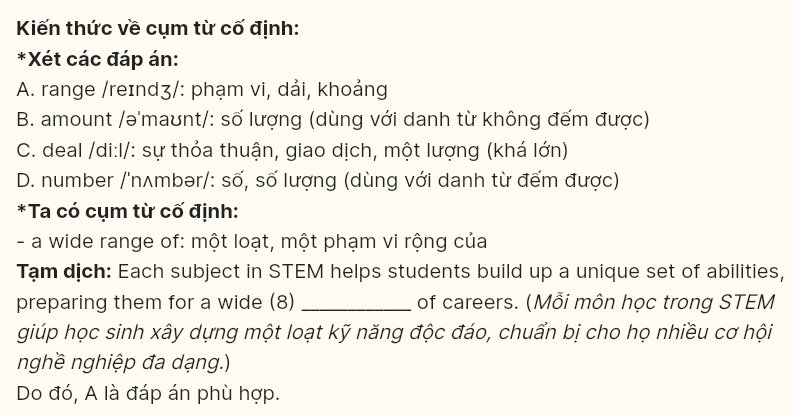 Kiến thức về cụm từ cố định:
*Xét các đáp án:
A. range /reɪndʒ/: phạm vi, dải, khoảng
B. amount /əˈmaʊnt/: số lượng (dùng với danh từ không đếm được)
C. deal /diːl/: sự thỏa thuận, giao dịch, một lượng (khá lớn)
D. number /ˈnʌmbər/: số, số lượng (dùng với danh từ đếm được)
*Ta có cụm từ cố định:
- a wide range of: một loạt, một phạm vi rộng của
Tạm dịch: Each subject in STEM helps students build up a unique set of abilities,
preparing them for a wide (8) ____________ of careers. (Mỗi môn học trong STEM
giúp học sinh xây dựng một loạt kỹ năng độc đáo, chuẩn bị cho họ nhiều cơ hội
nghề nghiệp đa dạng.)
Do đó, A là đáp án phù hợp.